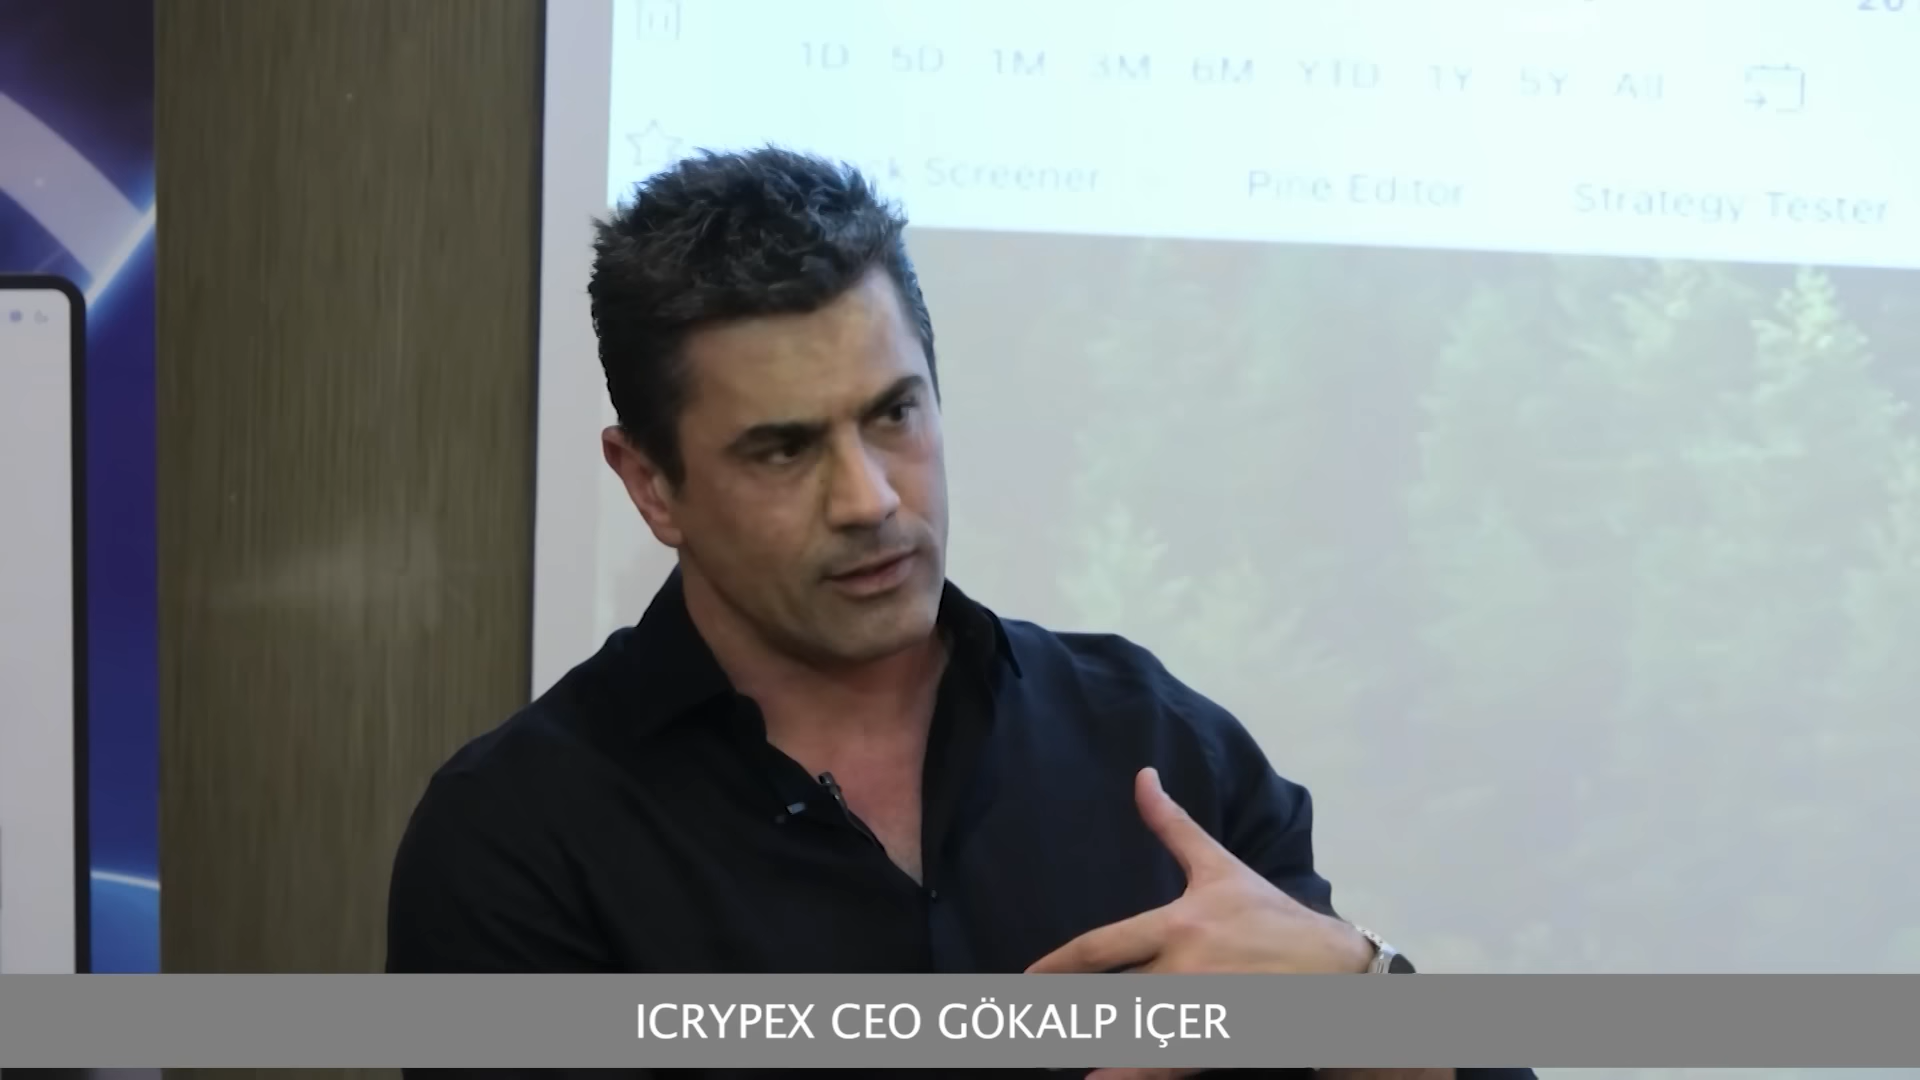 1D 5D 1M 3M 6M YTD 1Y 5Y All
Screener Pine Editor Strategy Tester
ICRYPEX CEO GÖKALP İÇER